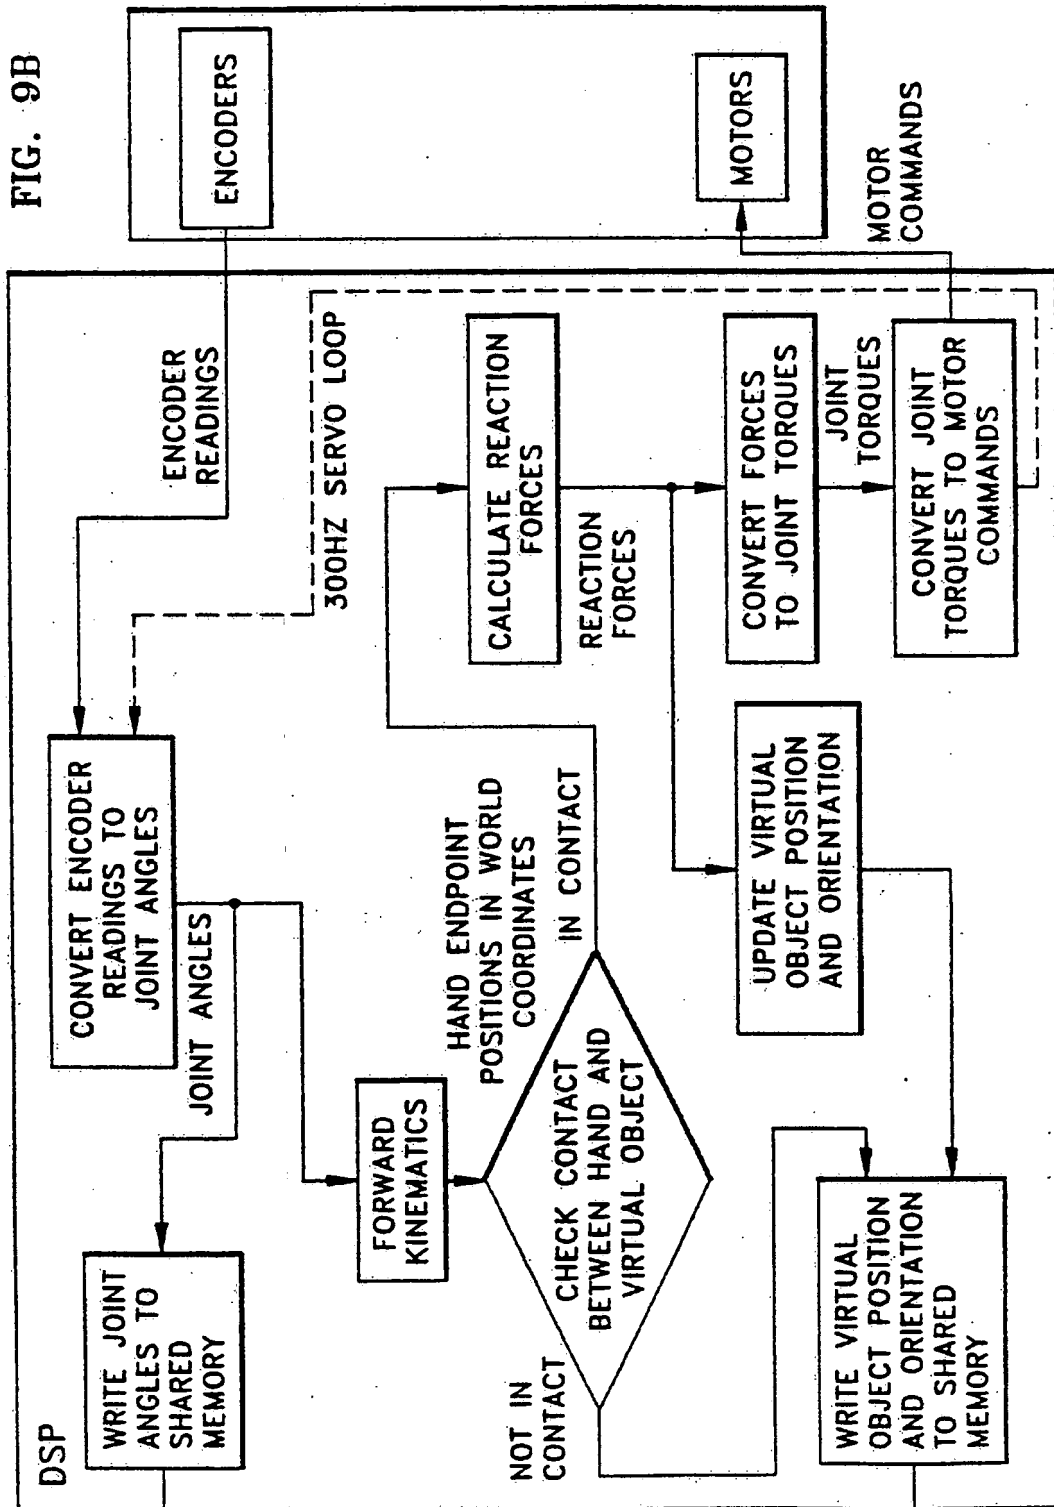 FIG. 9B
DSP
WRITE JOINT
ANGLES TO
SHARED
MEMORY
JOINT ANGLES
CONVERT ENCODER
READINGS TO
JOINT ANGLES
ENCODER
READINGS
ENCODERS
300HZ SERVO LOOP
FORWARD
KINEMATICS
HAND ENDPOINT
POSITIONS IN WORLD
COORDINATES
CHECK CONTACT
BETWEEN HAND AND
VIRTUAL OBJECT
IN CONTACT
NOT IN
CONTACT
CALCULATE REACTION
FORCES
REACTION
FORCES
CONVERT FORCES
TO JOINT TORQUES
JOINT
TORQUES
CONVERT JOINT
TORQUES TO MOTOR
COMMANDS
MOTORS
MOTOR
COMMANDS
UPDATE VIRTUAL
OBJECT POSITION
AND ORIENTATION
WRITE VIRTUAL
OBJECT POSITION
AND ORIENTATION
TO SHARED
MEMORY